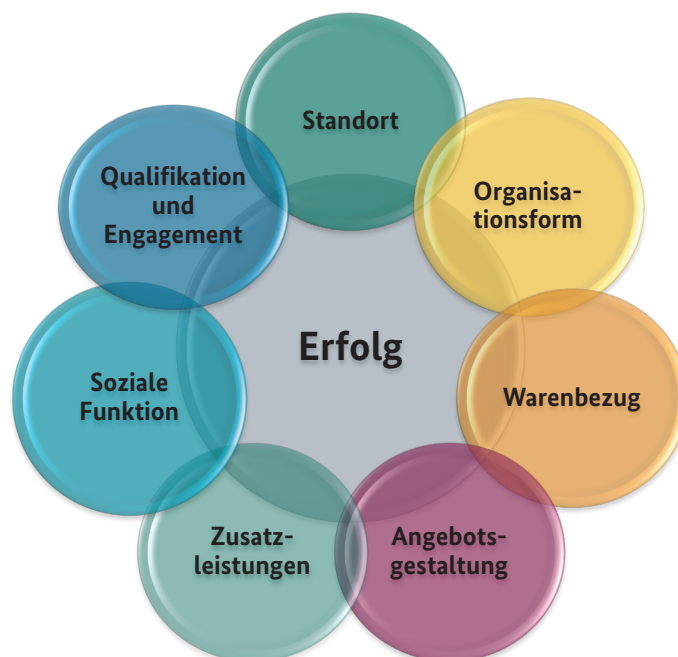 Standort
Organisa-
tionsform
Warenbezug
Angebots-
gestaltung
Zusatz-
leistungen
Soziale
Funktion
Qualifikation
und
Engagement
Erfolg